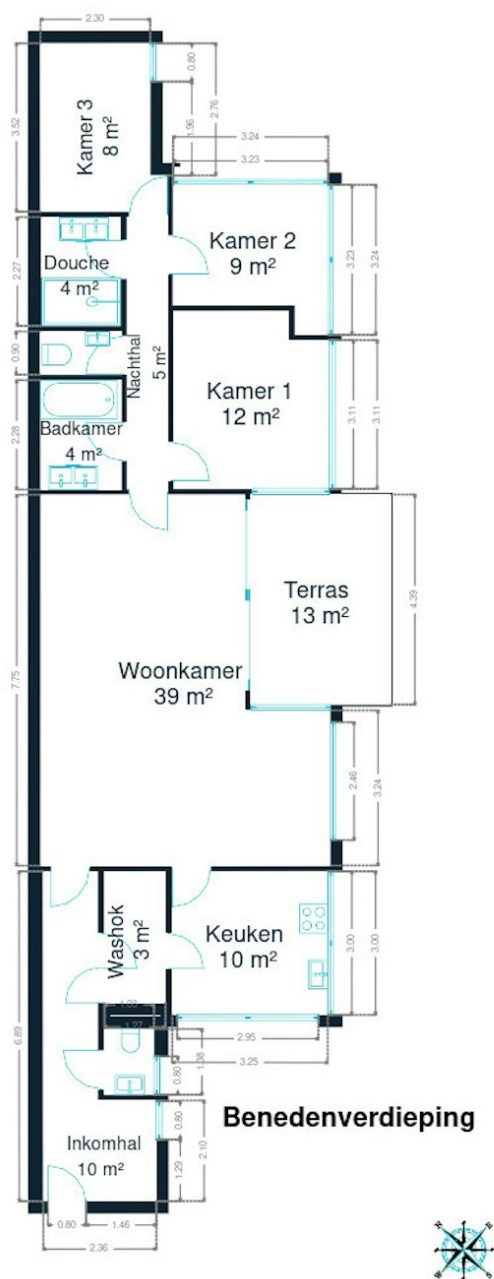 2.30
0.80
Kamer 3
8 m²
3.52
1.96
2.76
3.24
3.23
Kamer 2
9 m²
3.23
3.24
Douche
4 m²
2.27
0.90
Nachthal
5 m²
Kamer 1
12 m²
3.11
3.11
Badkamer
4 m²
2.28
Terras
13 m²
4.39
Woonkamer
39 m²
7.75
2.46
3.24
Washok
3 m²
Keuken
10 m²
3.00
3.00
1.03
1.27
2.95
3.25
6.89
0.80
1.38
Benedenverdieping
0.80
2.10
1.29
Inkomhal
10 m²
0.80
1.46
2.36